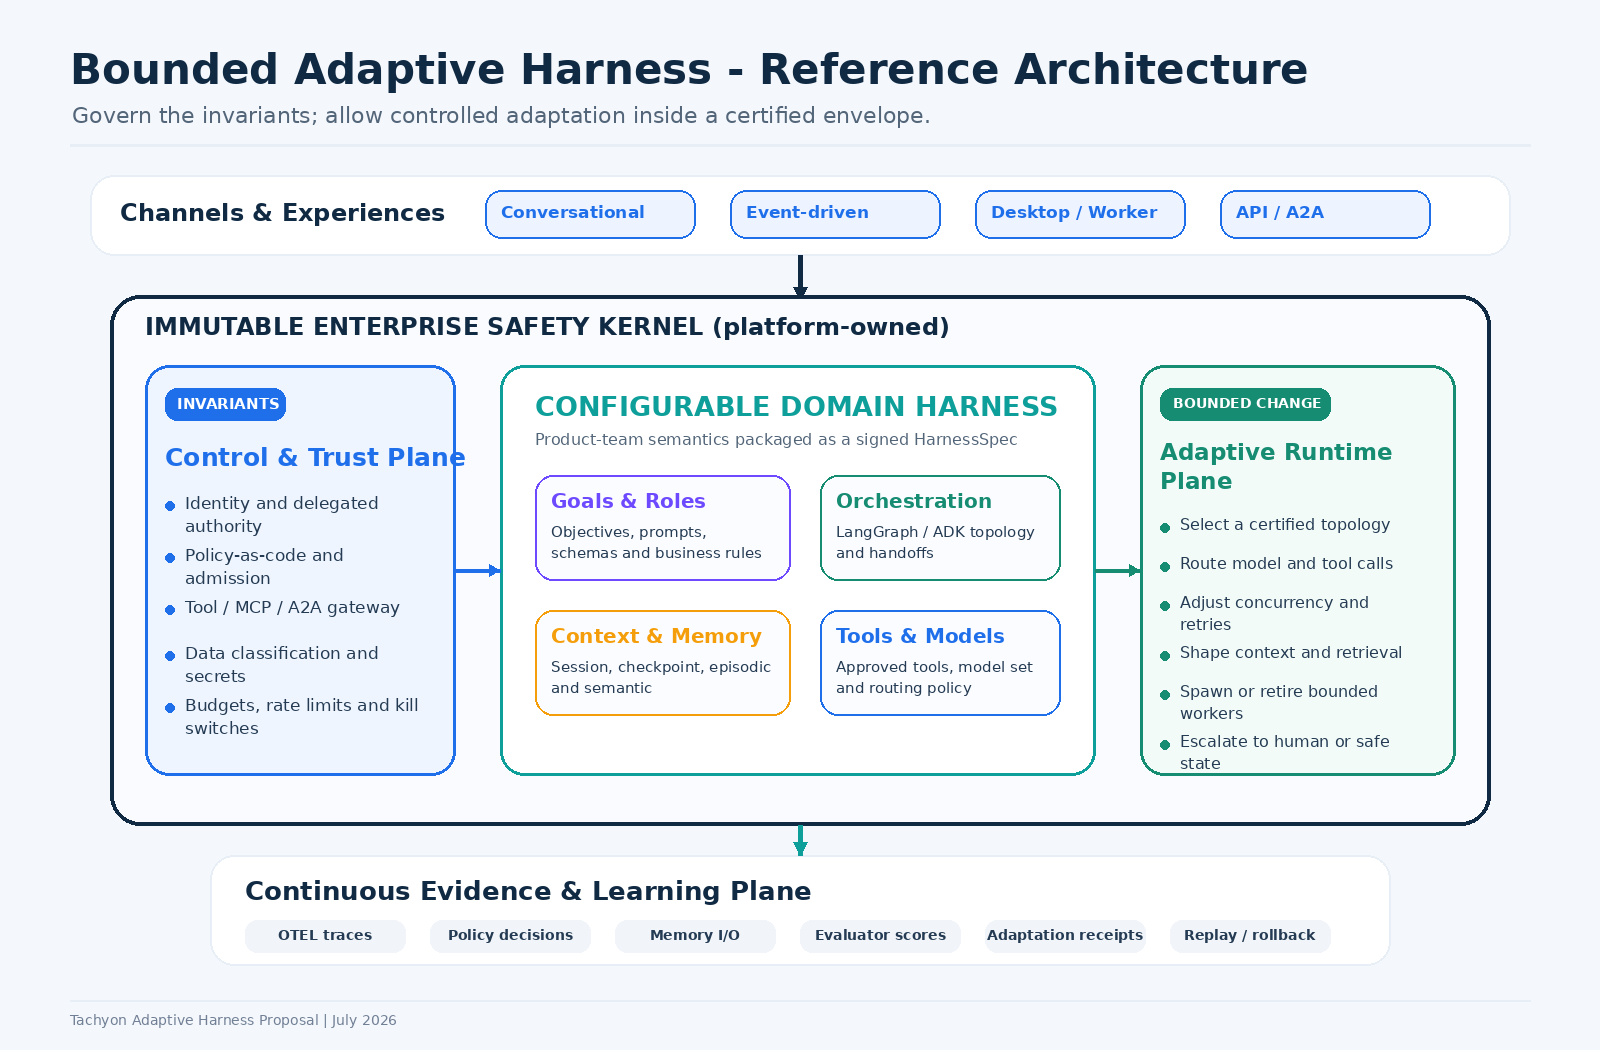 Bounded Adaptive Harness - Reference Architecture
Govern the invariants; allow controlled adaptation inside a certified envelope.
Channels & Experiences
Conversational
Event-driven
Desktop / Worker
API / A2A
IMMUTABLE ENTERPRISE SAFETY KERNEL (platform-owned)
INVARIANTS
Control & Trust Plane
Identity and delegated
authority
Policy-as-code and
admission
Tool / MCP / A2A gateway
Data classification and
secrets
Budgets, rate limits and kill
switches
CONFIGURABLE DOMAIN HARNESS
Product-team semantics packaged as a signed HarnessSpec
Goals & Roles
Objectives, prompts,
schemas and business rules
Orchestration
LangGraph / ADK topology
and handoffs
Context & Memory
Session, checkpoint, episodic
and semantic
Tools & Models
Approved tools, model set
and routing policy
BOUNDED CHANGE
Adaptive Runtime
Plane
Select a certified topology
Route model and tool calls
Adjust concurrency and
retries
Shape context and retrieval
Spawn or retire bounded
workers
Escalate to human or safe
state
Continuous Evidence & Learning Plane
OTEL traces
Policy decisions
Memory I/O
Evaluator scores
Adaptation receipts
Replay / rollback
Tachyon Adaptive Harness Proposal | July 2026